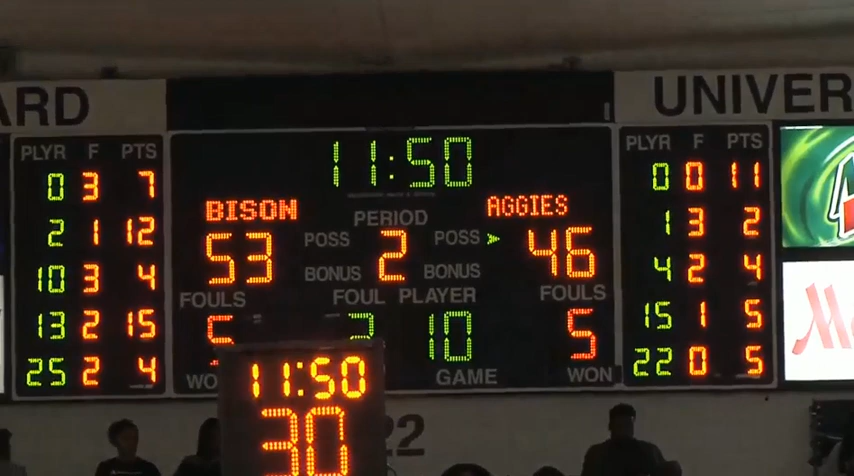 ARD
UNIVER
PLYR F PTS
0 3 7
2 1 12
10 3 4
13 2 15
25 2 4
11:50
BISON
AGGIES
PERIOD
53
POSS 2 POSS
46
BONUS BONUS
FOULS
FOUL PLAYER
FOULS
5
10
5
WO
GAME
WON
PLYR F PTS
0 0 11
1 3 2
4 2 4
15 1 5
22 0 5
11:50
30
22